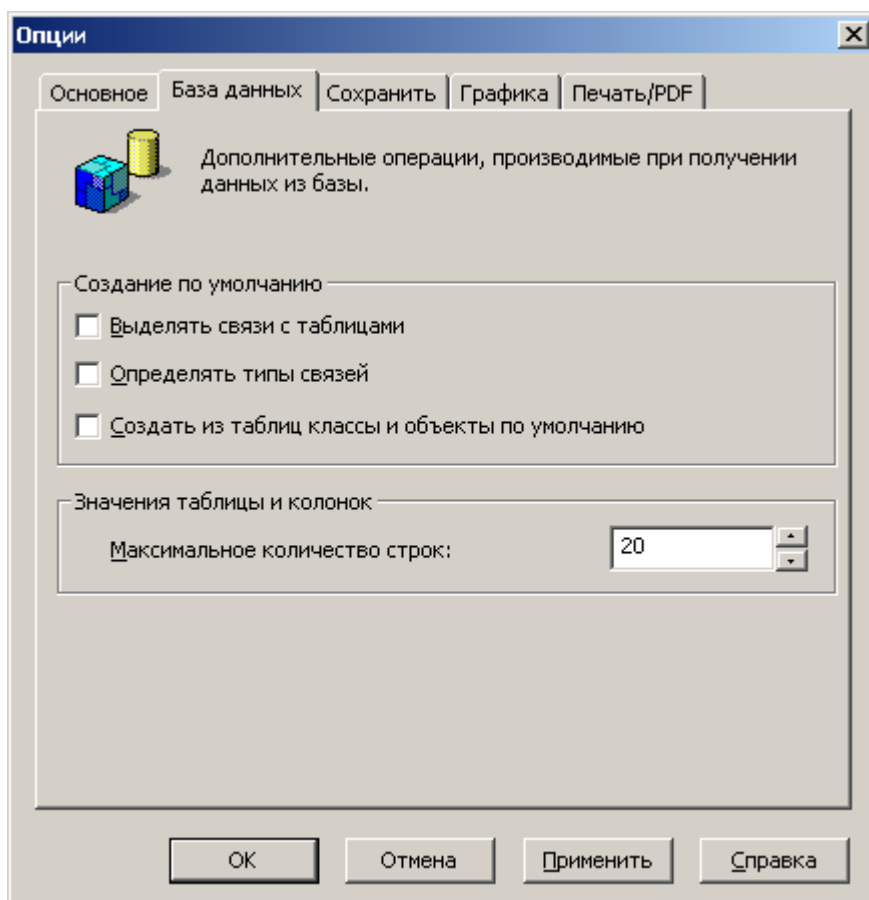 Опции
Основное База данных Сохранить Графика Печать/PDF
Дополнительные операции, производимые при получении
данных из базы.
Создание по умолчанию
Выделять связи с таблицами
Определять типы связей
Создать из таблиц классы и объекты по умолчанию
Значения таблицы и колонок
Максимальное количество строк: 20
OK Отмена Применить Справка